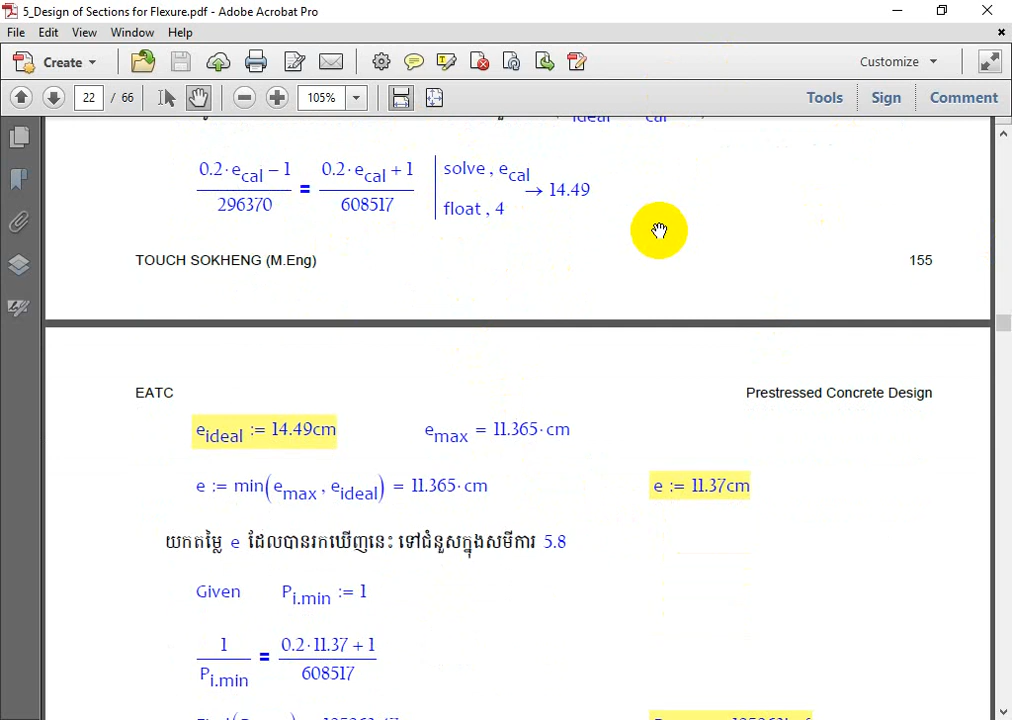 5_Design of Sections for Flexure.pdf - Adobe Acrobat Pro
File Edit View Window Help
Create Customize
22 / 66 105% Tools Sign Comment
0.2·e_cal − 1 / 296370 = 0.2·e_cal + 1 / 608517 | solve , e_cal float , 4 → 14.49
TOUCH SOKHENG (M.Eng) 155
EATC Prestressed Concrete Design
e_ideal := 14.49cm e_max = 11.365·cm
e := min(e_max , e_ideal) = 11.365·cm e := 11.37cm
យកតម្លៃ e ដែលបានរកឃើញនេះ ទៅជំនួសក្នុងសមីការ 5.8
Given P_i.min := 1
1 / P_i.min = 0.2·11.37 + 1 / 608517